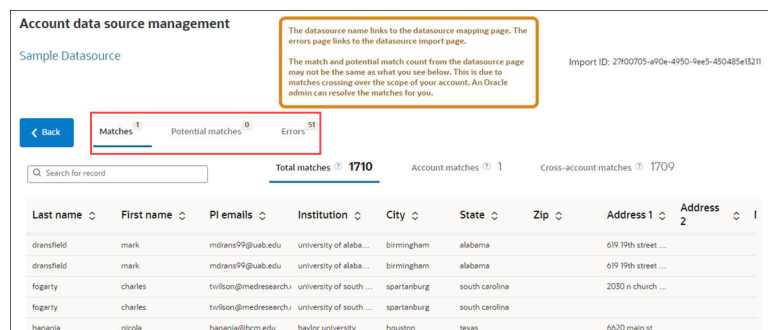 Account data source management
The datasource name links to the datasource mapping page. The
errors page links to the datasource import page.
Sample Datasource
The match and potential match count from the datasource page
may not be the same as what you see below. This is due to
matches crossing over the scope of your account. An Oracle
admin can resolve the matches for you.
Import ID: 27f00705-a90e-4950-9ee5-450485e13211
Back Matches 1 Potential matches 0 Errors 51
Search for record Total matches 1710 Account matches 1 Cross-account matches 1709
Last name First name PI emails Institution City State Zip Address 1 Address 2
dransfield mark mdrans99@uab.edu university of alaba... birmingham alabama 619 19th street ...
dransfield mark mdrans99@uab.edu university of alaba... birmingham alabama 619 19th street ...
fogarty charles twilson@medresearch. university of south ... spartanburg south carolina 2030 n church ...
fogarty charles twilson@medresearch. university of south ... spartanburg south carolina
hanania nicola hanania@bcm.edu baylor university houston texas 6620 main st